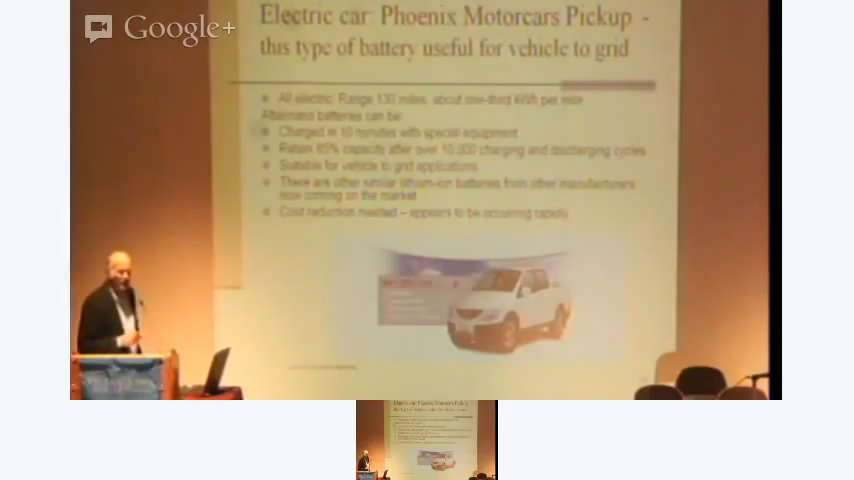 Google+
Electric car: Phoenix Motorcars Pickup -
this type of battery useful for vehicle to grid
All electric: Range 130 miles, about one-third kWh per mile
Altairnano batteries can be
Charged in 10 minutes with special equipment
Retain 85% capacity after over 10,000 charging and discharging cycles
Suitable for vehicle to grid applications
There are other similar lithium-ion batteries from other manufacturers
now coming on the market
Cost reduction needed – appears to be occurring rapidly